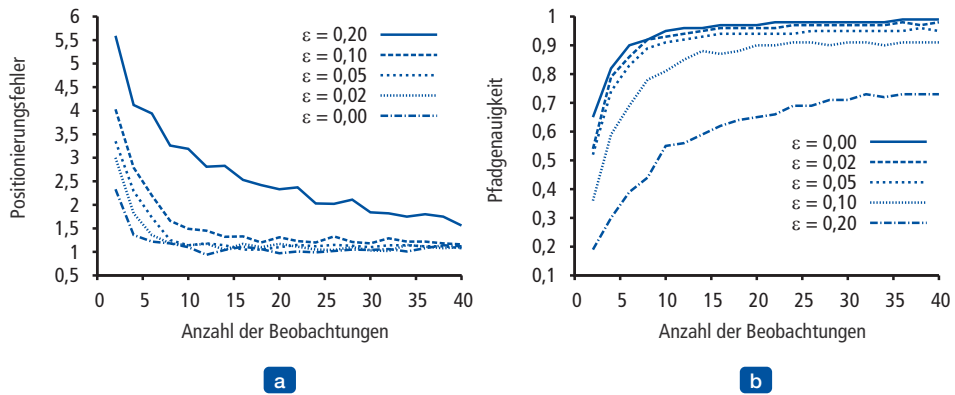 Positionierungsfehler
6
5,5
5
4,5
4
3,5
3
2,5
2
1,5
1
0,5
ε = 0,20
ε = 0,10
ε = 0,05
ε = 0,02
ε = 0,00
0 5 10 15 20 25 30 35 40
Anzahl der Beobachtungen
a
Pfadgenauigkeit
1
0,9
0,8
0,7
0,6
0,5
0,4
0,3
0,2
0,1
ε = 0,00
ε = 0,02
ε = 0,05
ε = 0,10
ε = 0,20
0 5 10 15 20 25 30 35 40
Anzahl der Beobachtungen
b